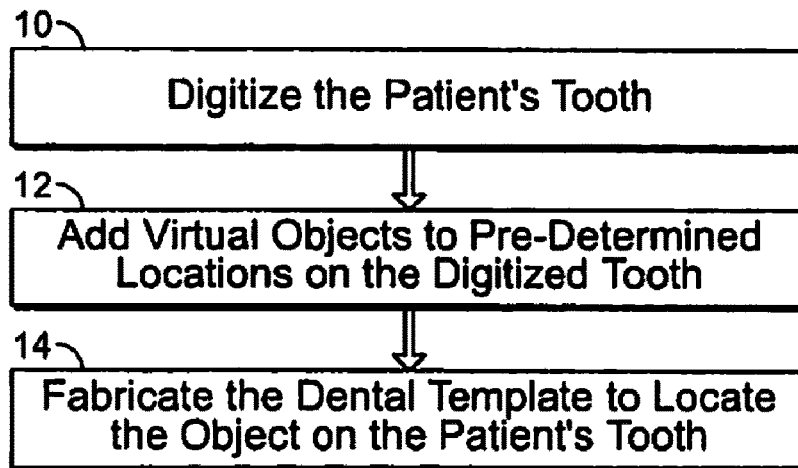 10
Digitize the Patient's Tooth
12
Add Virtual Objects to Pre-Determined
Locations on the Digitized Tooth
14
Fabricate the Dental Template to Locate
the Object on the Patient's Tooth